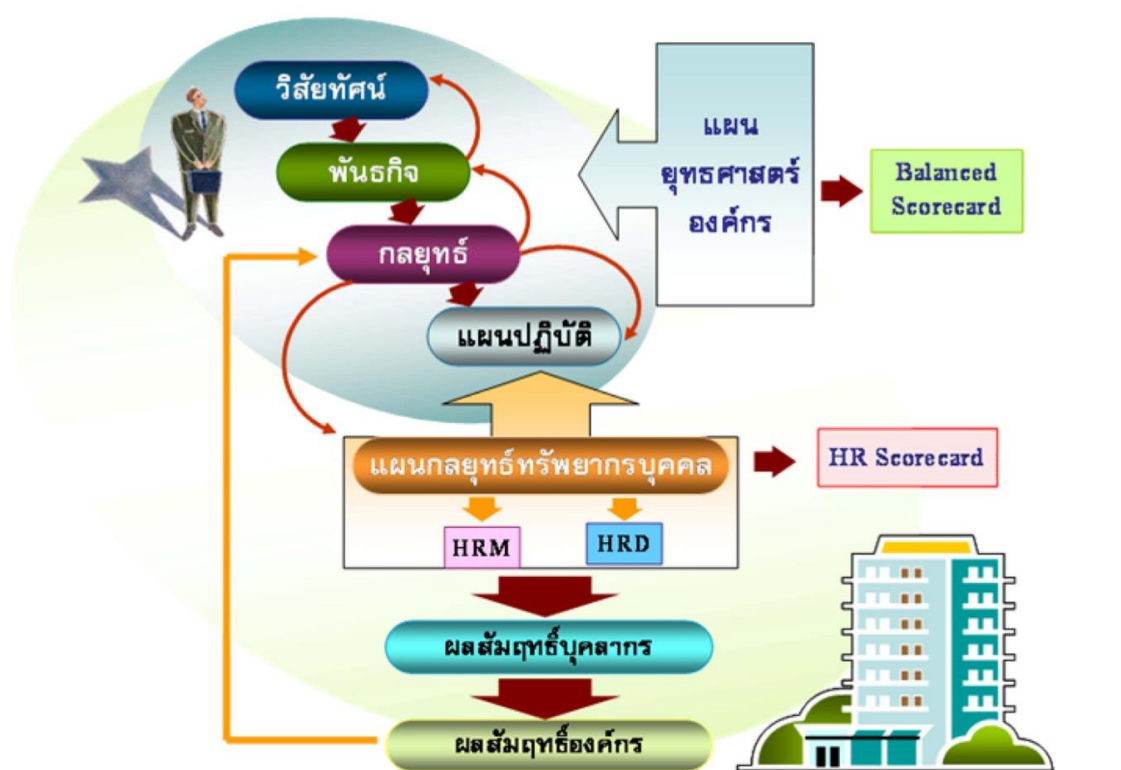 วิสัยทัศน์
พันธกิจ
กลยุทธ์
แผนปฏิบัติ
แผน
ยุทธศาสตร์
องค์กร
Balanced
Scorecard
แผนกลยุทธ์ทรัพยากรบุคคล
HR Scorecard
HRM
HRD
ผลสัมฤทธิ์บุคลากร
ผลสัมฤทธิ์องค์กร